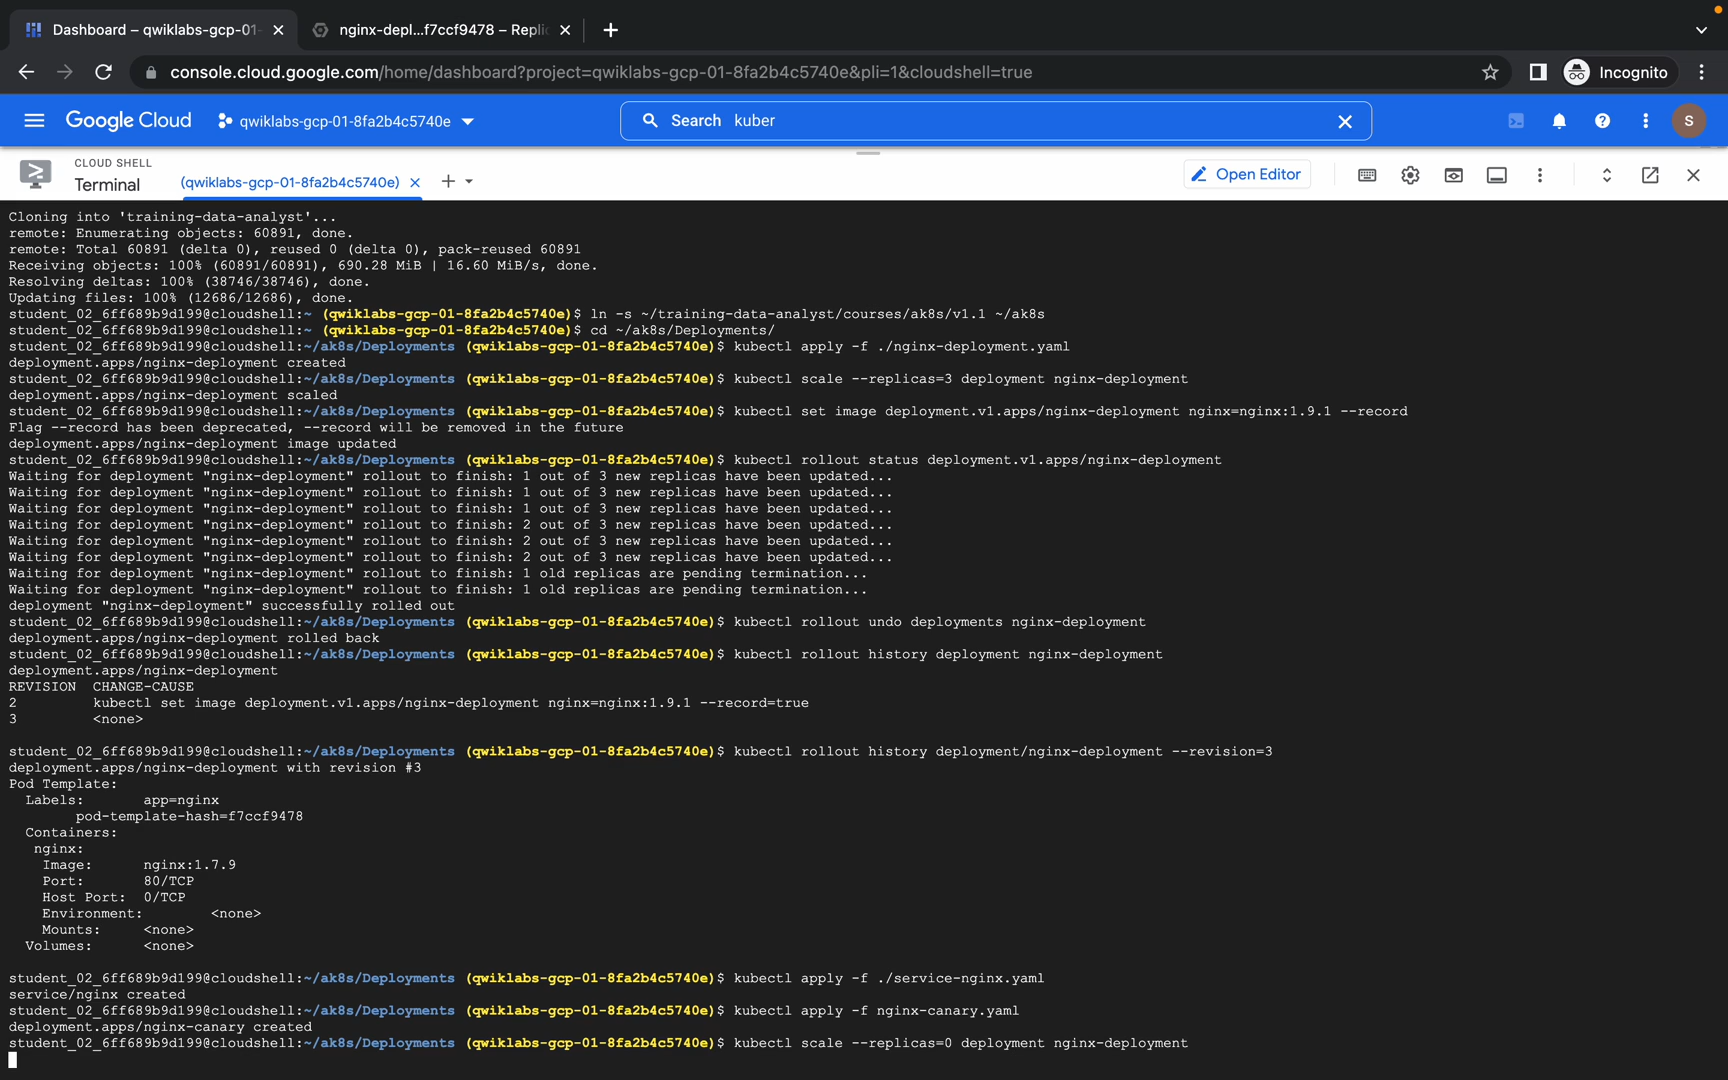 Dashboard – qwiklabs-gcp-01-
nginx-depl...f7ccf9478 – Repli
console.cloud.google.com/home/dashboard?project=qwiklabs-gcp-01-8fa2b4c5740e&pli=1&cloudshell=true
Incognito
Google Cloud
qwiklabs-gcp-01-8fa2b4c5740e
Search kuber
S
CLOUD SHELL
Terminal
(qwiklabs-gcp-01-8fa2b4c5740e)
Open Editor
Cloning into 'training-data-analyst'...
remote: Enumerating objects: 60891, done.
remote: Total 60891 (delta 0), reused 0 (delta 0), pack-reused 60891
Receiving objects: 100% (60891/60891), 690.28 MiB | 16.60 MiB/s, done.
Resolving deltas: 100% (38746/38746), done.
Updating files: 100% (12686/12686), done.
student_02_6ff689b9d199@cloudshell:~ (qwiklabs-gcp-01-8fa2b4c5740e)$ ln -s ~/training-data-analyst/courses/ak8s/v1.1 ~/ak8s
student_02_6ff689b9d199@cloudshell:~ (qwiklabs-gcp-01-8fa2b4c5740e)$ cd ~/ak8s/Deployments/
student_02_6ff689b9d199@cloudshell:~/ak8s/Deployments (qwiklabs-gcp-01-8fa2b4c5740e)$ kubectl apply -f ./nginx-deployment.yaml
deployment.apps/nginx-deployment created
student_02_6ff689b9d199@cloudshell:~/ak8s/Deployments (qwiklabs-gcp-01-8fa2b4c5740e)$ kubectl scale --replicas=3 deployment nginx-deployment
deployment.apps/nginx-deployment scaled
student_02_6ff689b9d199@cloudshell:~/ak8s/Deployments (qwiklabs-gcp-01-8fa2b4c5740e)$ kubectl set image deployment.v1.apps/nginx-deployment nginx=nginx:1.9.1 --record
Flag --record has been deprecated, --record will be removed in the future
deployment.apps/nginx-deployment image updated
student_02_6ff689b9d199@cloudshell:~/ak8s/Deployments (qwiklabs-gcp-01-8fa2b4c5740e)$ kubectl rollout status deployment.v1.apps/nginx-deployment
Waiting for deployment "nginx-deployment" rollout to finish: 1 out of 3 new replicas have been updated...
Waiting for deployment "nginx-deployment" rollout to finish: 1 out of 3 new replicas have been updated...
Waiting for deployment "nginx-deployment" rollout to finish: 1 out of 3 new replicas have been updated...
Waiting for deployment "nginx-deployment" rollout to finish: 2 out of 3 new replicas have been updated...
Waiting for deployment "nginx-deployment" rollout to finish: 2 out of 3 new replicas have been updated...
Waiting for deployment "nginx-deployment" rollout to finish: 2 out of 3 new replicas have been updated...
Waiting for deployment "nginx-deployment" rollout to finish: 1 old replicas are pending termination...
Waiting for deployment "nginx-deployment" rollout to finish: 1 old replicas are pending termination...
deployment "nginx-deployment" successfully rolled out
student_02_6ff689b9d199@cloudshell:~/ak8s/Deployments (qwiklabs-gcp-01-8fa2b4c5740e)$ kubectl rollout undo deployments nginx-deployment
deployment.apps/nginx-deployment rolled back
student_02_6ff689b9d199@cloudshell:~/ak8s/Deployments (qwiklabs-gcp-01-8fa2b4c5740e)$ kubectl rollout history deployment nginx-deployment
deployment.apps/nginx-deployment
REVISION  CHANGE-CAUSE
2         kubectl set image deployment.v1.apps/nginx-deployment nginx=nginx:1.9.1 --record=true
3         <none>
student_02_6ff689b9d199@cloudshell:~/ak8s/Deployments (qwiklabs-gcp-01-8fa2b4c5740e)$ kubectl rollout history deployment/nginx-deployment --revision=3
deployment.apps/nginx-deployment with revision #3
Pod Template:
  Labels:       app=nginx
        pod-template-hash=f7ccf9478
  Containers:
   nginx:
    Image:      nginx:1.7.9
    Port:       80/TCP
    Host Port:  0/TCP
    Environment:        <none>
    Mounts:     <none>
  Volumes:      <none>
student_02_6ff689b9d199@cloudshell:~/ak8s/Deployments (qwiklabs-gcp-01-8fa2b4c5740e)$ kubectl apply -f ./service-nginx.yaml
service/nginx created
student_02_6ff689b9d199@cloudshell:~/ak8s/Deployments (qwiklabs-gcp-01-8fa2b4c5740e)$ kubectl apply -f nginx-canary.yaml
deployment.apps/nginx-canary created
student_02_6ff689b9d199@cloudshell:~/ak8s/Deployments (qwiklabs-gcp-01-8fa2b4c5740e)$ kubectl scale --replicas=0 deployment nginx-deployment